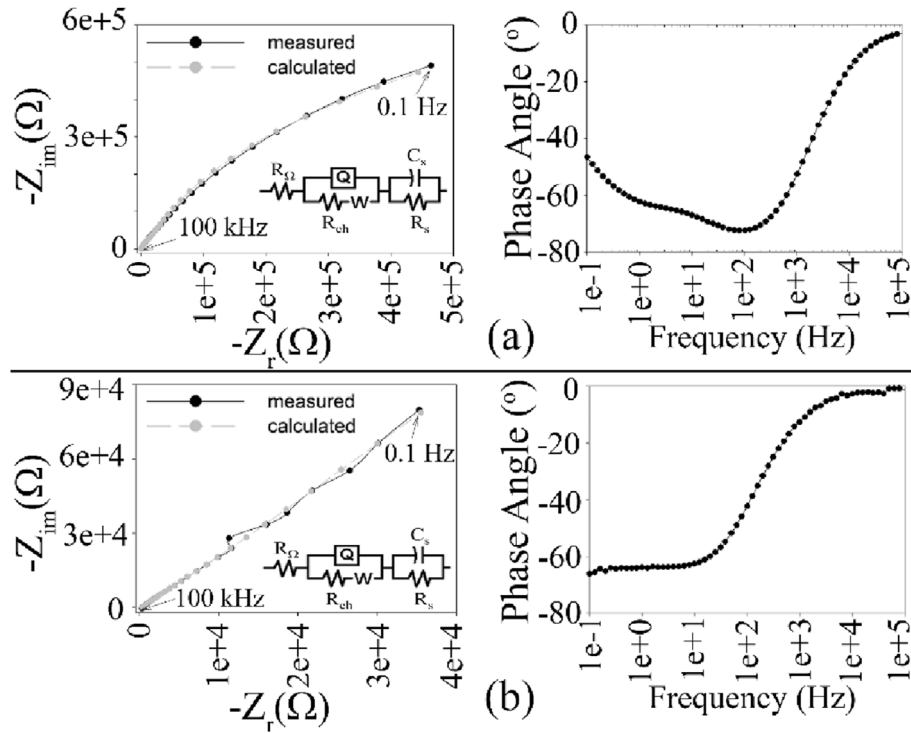 6e+5
3e+5
0
-Z_im(Ω)
measured
calculated
0.1 Hz
100 kHz
R_Ω
Q
R_ch
W
C_s
R_s
0
1e+5
2e+5
3e+5
4e+5
5e+5
-Z_r(Ω)
(a)
0
-20
-40
-60
-80
Phase Angle (°)
1e-1
1e+0
1e+1
1e+2
1e+3
1e+4
1e+5
Frequency (Hz)
9e+4
6e+4
3e+4
0
-Z_im(Ω)
measured
calculated
0.1 Hz
100 kHz
R_Ω
Q
R_ch
W
C_s
R_s
0
1e+4
2e+4
3e+4
4e+4
-Z_r(Ω)
(b)
0
-20
-40
-60
-80
Phase Angle (°)
1e-1
1e+0
1e+1
1e+2
1e+3
1e+4
1e+5
Frequency (Hz)